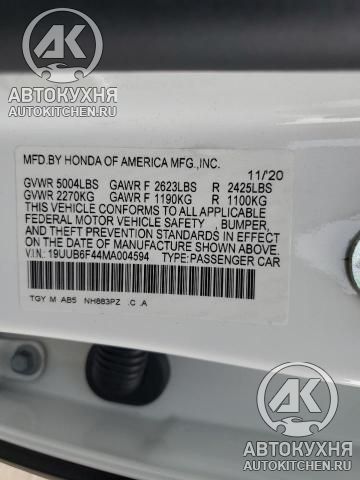 AK
АВТОКУХНЯ
AUTOKITCHEN.RU
MFD.BY HONDA OF AMERICA MFG.,INC. 11/'20
GVWR 5004LBS GAWR F 2623LBS R 2425LBS
GVWR 2270KG GAWR F 1190KG R 1100KG
THIS VEHICLE CONFORMS TO ALL APPLICABLE
FEDERAL MOTOR VEHICLE SAFETY, BUMPER,
AND THEFT PREVENTION STANDARDS IN
EFFECT ON THE DATE OF MANUFACTURE SHOWN ABOVE.
V.I.N.: 19UUB6F44MA004594 TYPE:PASSENGER CAR
TGY M AB5 NH883PZ .C .A
AK
АВТОКУХНЯ
AUTOKITCHEN.RU